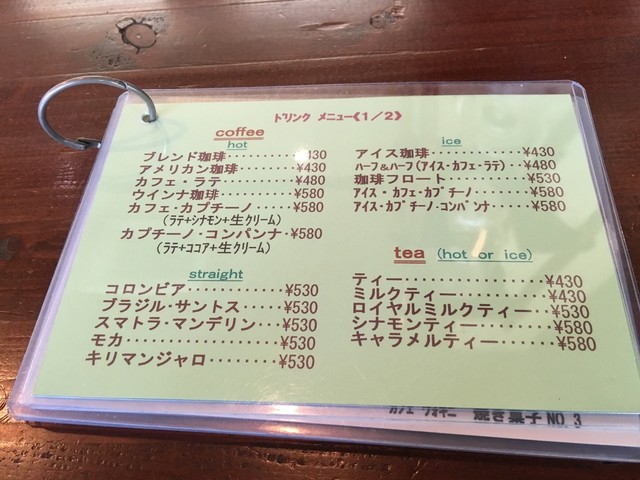 ドリンク メニュー《1/2》
coffee
hot
ブレンド珈琲・・・・・・・・・・¥430
アメリカン珈琲・・・・・・・・¥430
カフェ・ラテ・・・・・・・・・・¥480
ウインナ珈琲・・・・・・・・・¥580
カフェ・カプチーノ・・・・・¥580
(ラテ+シナモン+生クリーム)
カプチーノ・コンパンナ・¥580
(ラテ+ココア+生クリーム)
straight
コロンビア・・・・・・・・・・・¥530
ブラジル・サントス・・・・¥530
スマトラ・マンデリン・・・¥530
モカ・・・・・・・・・・・・・・・・・¥530
キリマンジャロ・・・・・・・・¥530
ice
アイス珈琲・・・・・・・・・・・・¥430
ハーフ&ハーフ(アイス・カフェ・ラテ)・・¥480
珈琲フロート・・・・・・・・・・¥530
アイス・カフェ・カプチーノ・・・・・・¥580
アイス・カプチーノ・コンパンナ・・・・¥580
tea (hot or ice)
ティー・・・・・・・・・・・・・・・¥430
ミルクティー・・・・・・・・・・¥430
ロイヤルミルクティー・・¥530
シナモンティー・・・・・・・¥580
キャラメルティー・・・・・¥580
カフェ
焼き菓子 NO.3